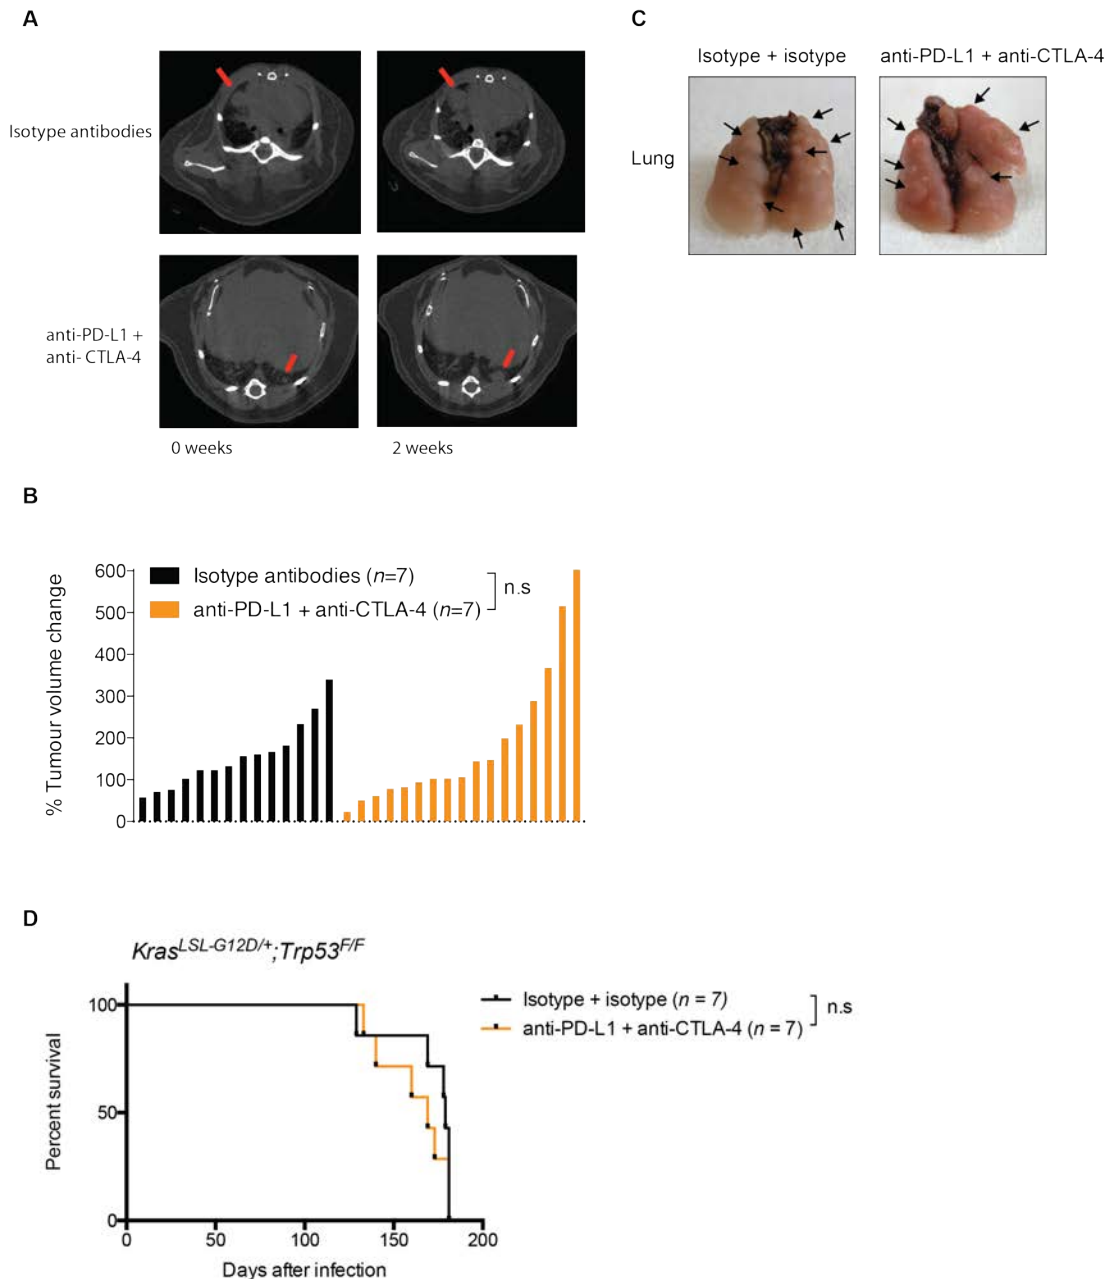 A
Isotype antibodies
anti-PD-L1 +
anti- CTLA-4
0 weeks
2 weeks
C
Isotype + isotype
anti-PD-L1 + anti-CTLA-4
Lung
B
% Tumour volume change
600
500
400
300
200
100
0
Isotype antibodies (n=7)
anti-PD-L1 + anti-CTLA-4 (n=7)
n.s
D
Kras^LSL-G12D/+;Trp53^F/F
Percent survival
100
50
0
0
50
100
150
200
Days after infection
Isotype + isotype (n = 7)
anti-PD-L1 + anti-CTLA-4 (n = 7)
n.s